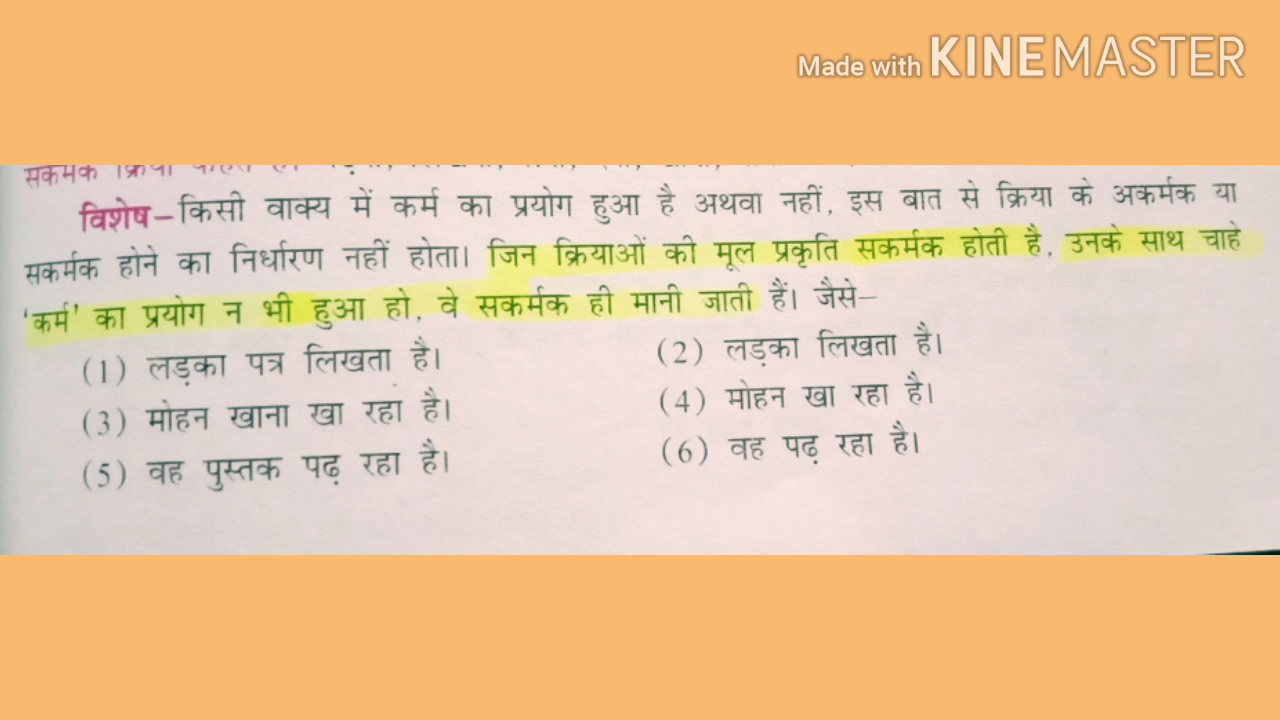 Made with KINEMASTER
सकर्मक क्रिया
विशेष–किसी वाक्य में कर्म का प्रयोग हुआ है अथवा नहीं, इस बात से क्रिया के अकर्मक या
सकर्मक होने का निर्धारण नहीं होता। जिन क्रियाओं की मूल प्रकृति सकर्मक होती है, उनके साथ चाहे
'कर्म' का प्रयोग न भी हुआ हो, वे सकर्मक ही मानी जाती हैं। जैसे–
(1) लड़का पत्र लिखता है। (2) लड़का लिखता है।
(3) मोहन खाना खा रहा है। (4) मोहन खा रहा है।
(5) वह पुस्तक पढ़ रहा है। (6) वह पढ़ रहा है।